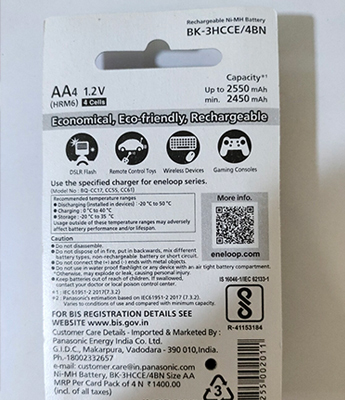 Rechargeable Ni-MH Battery
BK-3HCCE/4BN
Capacity*¹
AA4 1.2V
Up to 2550 mAh
(HRM6) 4 Cells
min. 2450 mAh
Economical, Eco-friendly, Rechargeable
DSLR Flash Remote Control Toys Wireless Devices Gaming Consoles
Use the specified charger for eneloop series.
(Recommended Charger: BQ-CC17, CC55, CC61)
Recommended temperature ranges
● Discharging (installed in devices) : -20 °C to 50 °C
● Charging : 0 °C to 40 °C
● Storage : -20 °C to 35 °C
Usage outside of these temperature ranges may adversely
affect battery performance and/or lifespan.
More info.
eneloop.com
Caution
● Do not disassemble.
● Do not dispose of in fire, put in backwards, mix different
battery types, non-rechargeable battery or short circuit.
● Do not connect the (+) and (-) ends with metal objects.
● Do not use in water proof flashlight or any device with an air tight battery compartment.
Otherwise, may explode or leak, causing personal injury.
● Keep batteries out of reach of children. If swallowed,
contact your doctor or local poison control center.
IS 16046-1/IEC 62133-1
*1 : IEC 61951-2 2017 (7.3.2).
*2 : Panasonic's estimation based on IEC61951-2 2017 (7.3.2).
Varies to conditions of use and compared with minimum capacity.
R-41153184
FOR BIS REGISTRATION DETAILS SEE
WEBSITE www.bis.gov.in
Customer Care Details - Imported & Marketed By :
Panasonic Energy India Co. Ltd.
G.I.D.C., Makarpura, Vadodara - 390 010, India.
Ph.-18002332657
e-mail: customer.care@in.panasonic.com
Ni-MH Battery, BK-3HCCE/4BN Size AA
MRP Per Card Pack of 4 N ₹1400.00
(incl. of all taxes)
3